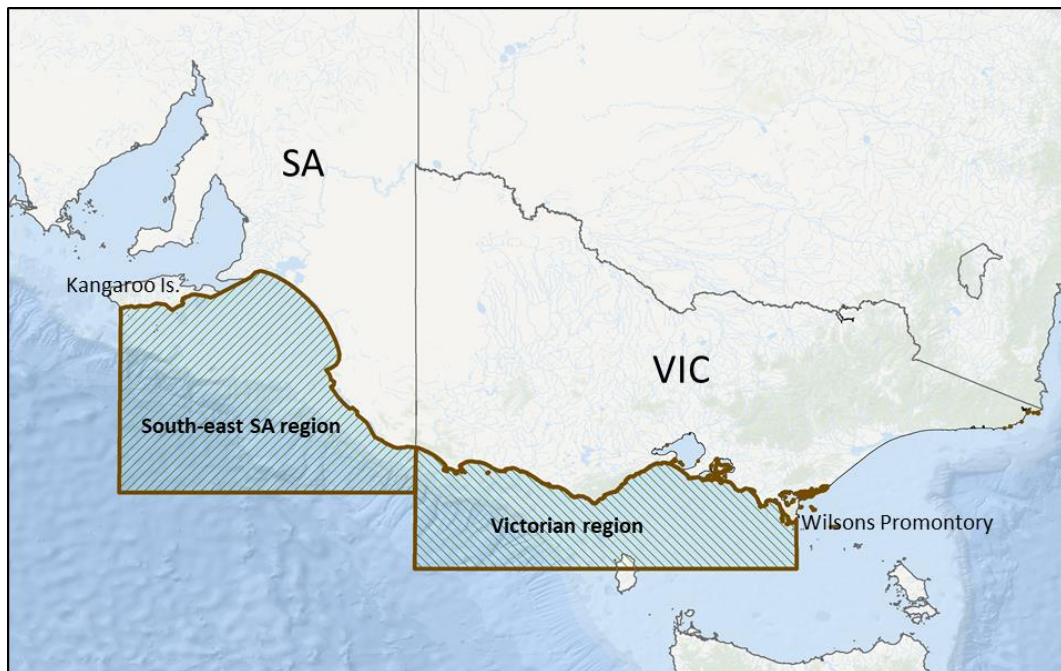 SA
Kangaroo Is.
VIC
South-east SA region
Victorian region
Wilsons Promontory